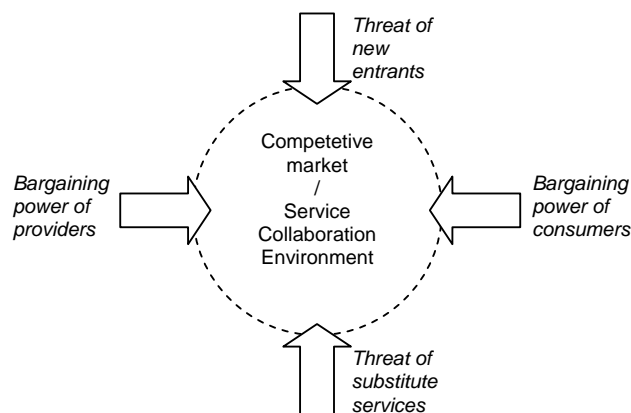 Threat of
new
entrants
Competetive
market
/
Service
Collaboration
Environment
Bargaining
power of
providers
Bargaining
power of
consumers
Threat of
substitute
services